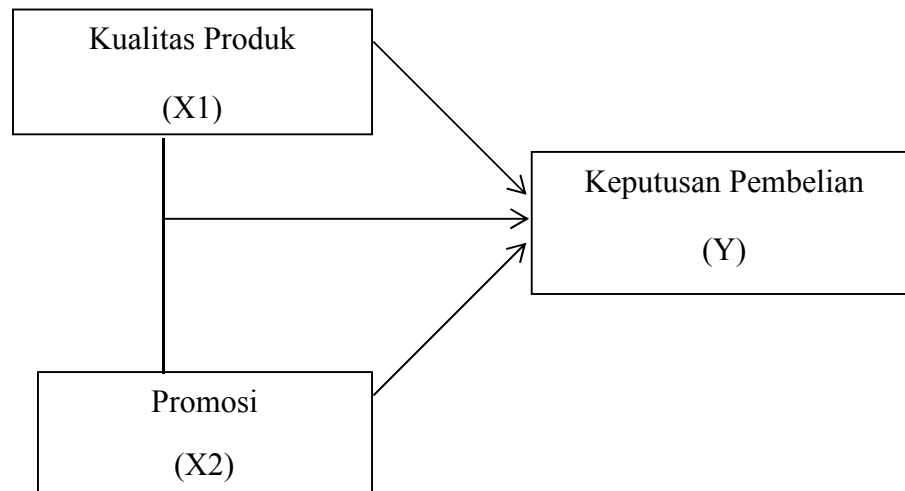 Kualitas Produk
(X1)
Keputusan Pembelian
(Y)
Promosi
(X2)